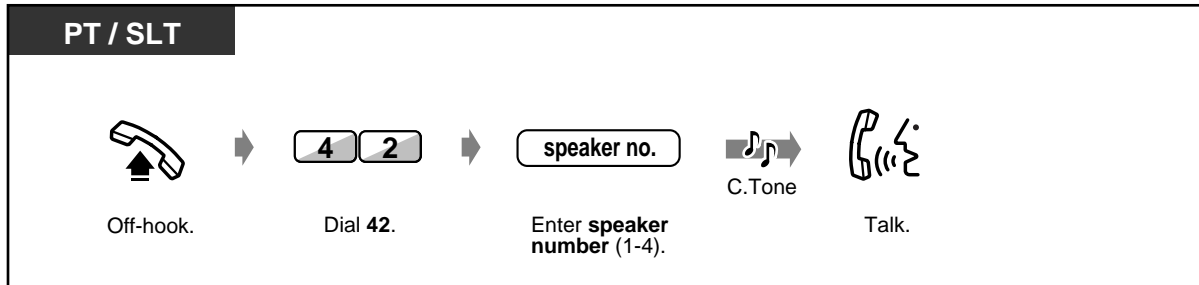 PT / SLT
4 2
speaker no.
C.Tone
Off-hook.
Dial 42.
Enter speaker
number (1-4).
Talk.